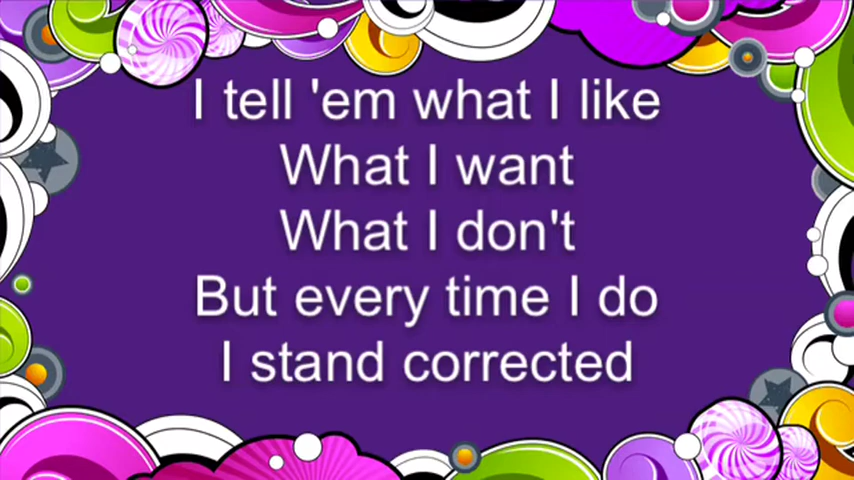 I tell 'em what I like
What I want
What I don't
But every time I do
I stand corrected